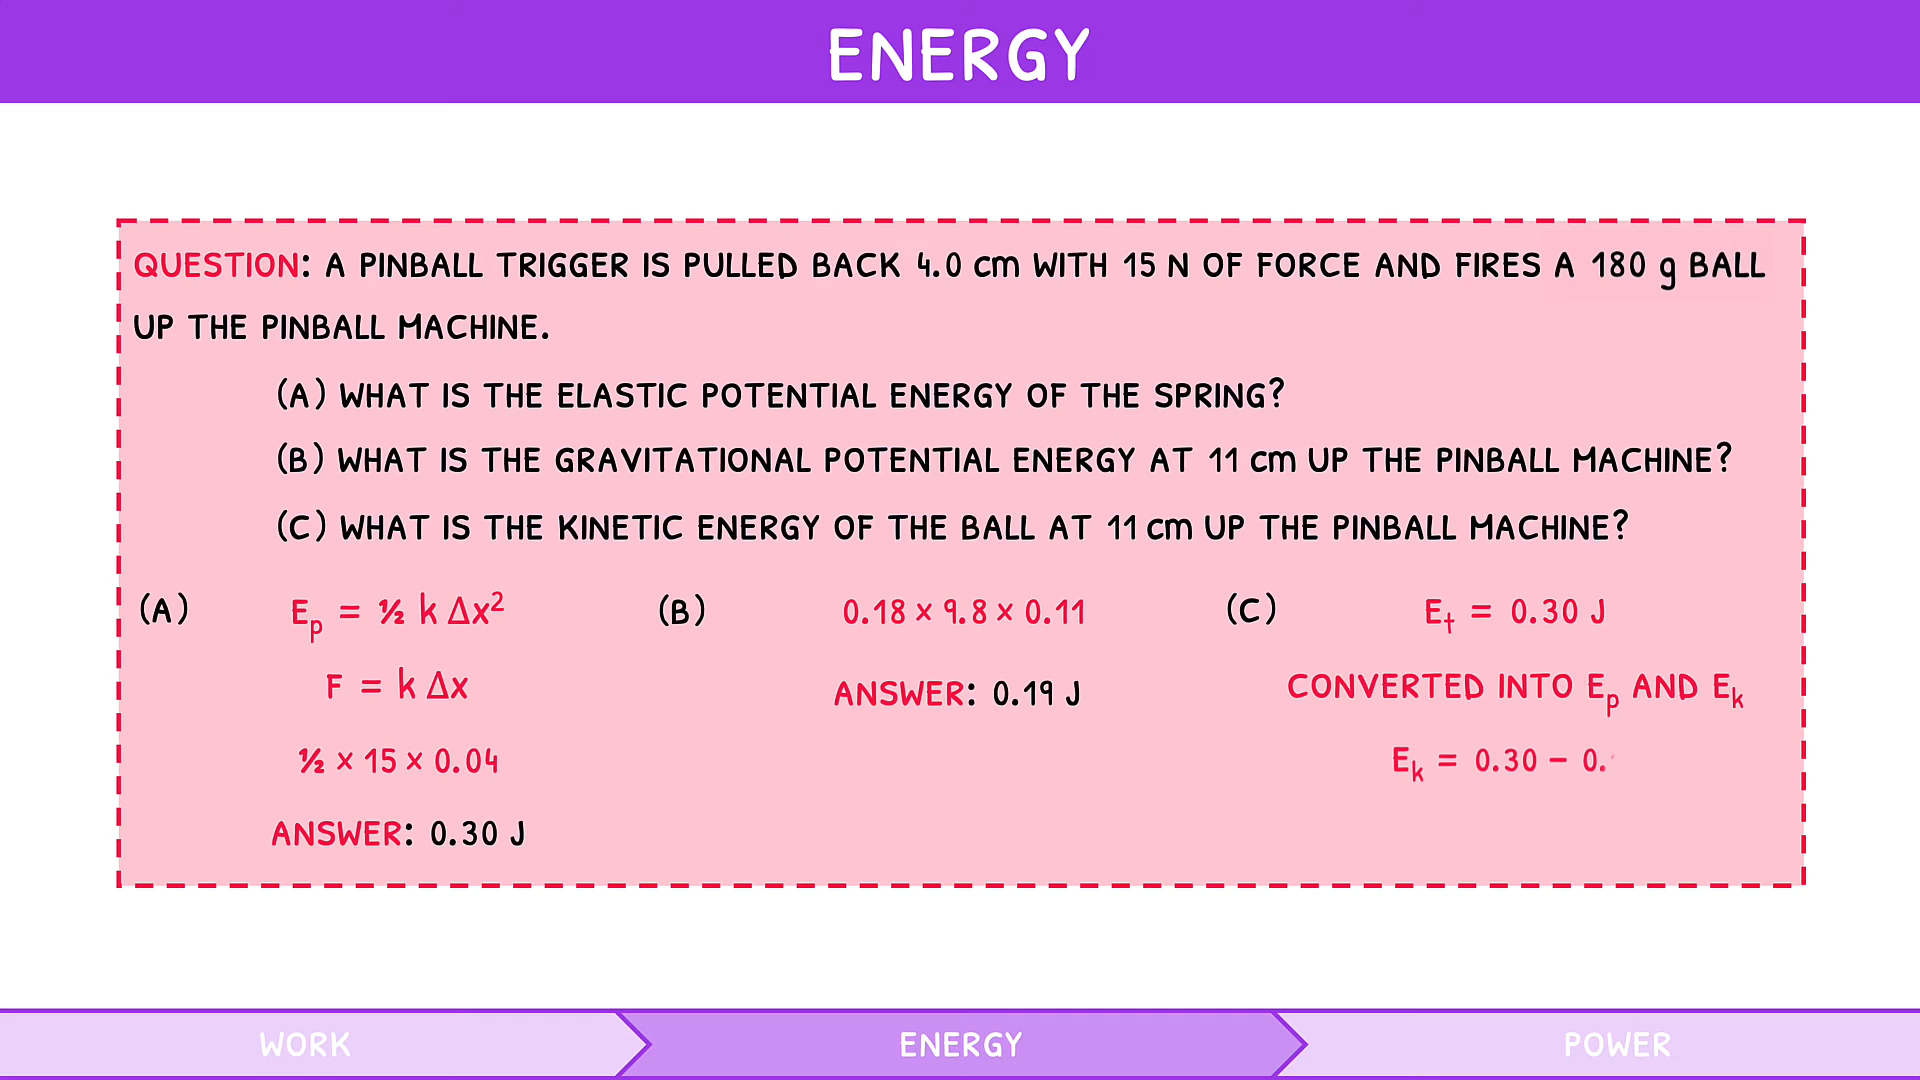 ENERGY
QUESTION: A PINBALL TRIGGER IS PULLED BACK 4.0 cm WITH 15 N OF FORCE AND FIRES A 180 g BALL
UP THE PINBALL MACHINE.
(A) WHAT IS THE ELASTIC POTENTIAL ENERGY OF THE SPRING?
(B) WHAT IS THE GRAVITATIONAL POTENTIAL ENERGY AT 11 cm UP THE PINBALL MACHINE?
(C) WHAT IS THE KINETIC ENERGY OF THE BALL AT 11 cm UP THE PINBALL MACHINE?
(A) Eₚ = ½ k Δx²
F = k Δx
½ × 15 × 0.04
ANSWER: 0.30 J
(B) 0.18 × 9.8 × 0.11
ANSWER: 0.19 J
(C) Eₜ = 0.30 J
CONVERTED INTO Eₚ AND Eₖ
Eₖ = 0.30 – 0.
WORK
ENERGY
POWER